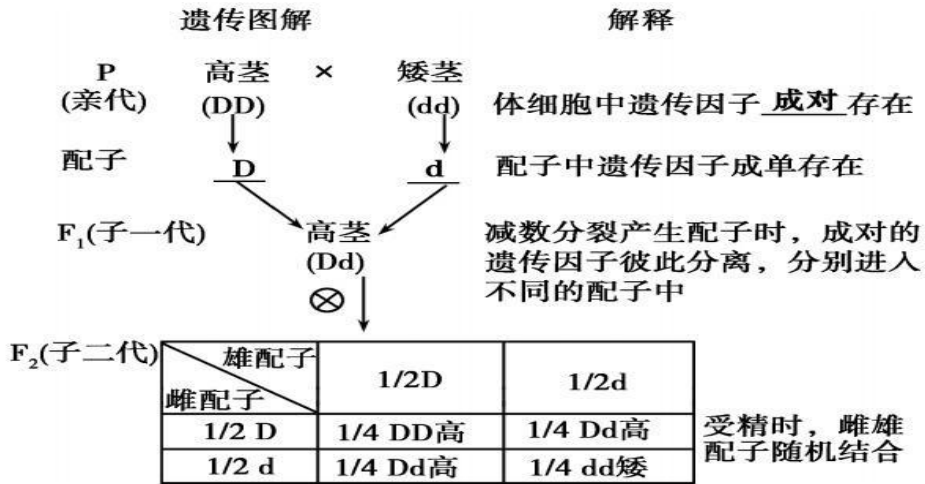 遗传图解 解释
P 高茎 × 矮茎
(亲代) (DD) (dd) 体细胞中遗传因子 成对 存在
配子 D d 配子中遗传因子成单存在
F₁(子一代) 高茎 减数分裂产生配子时，成对的
(Dd) 遗传因子彼此分离，分别进入
⊗ 不同的配子中
F₂(子二代) 雄配子 1/2D 1/2d
雌配子
1/2 D 1/4 DD高 1/4 Dd高 受精时，雌雄
1/2 d 1/4 Dd高 1/4 dd矮 配子随机结合